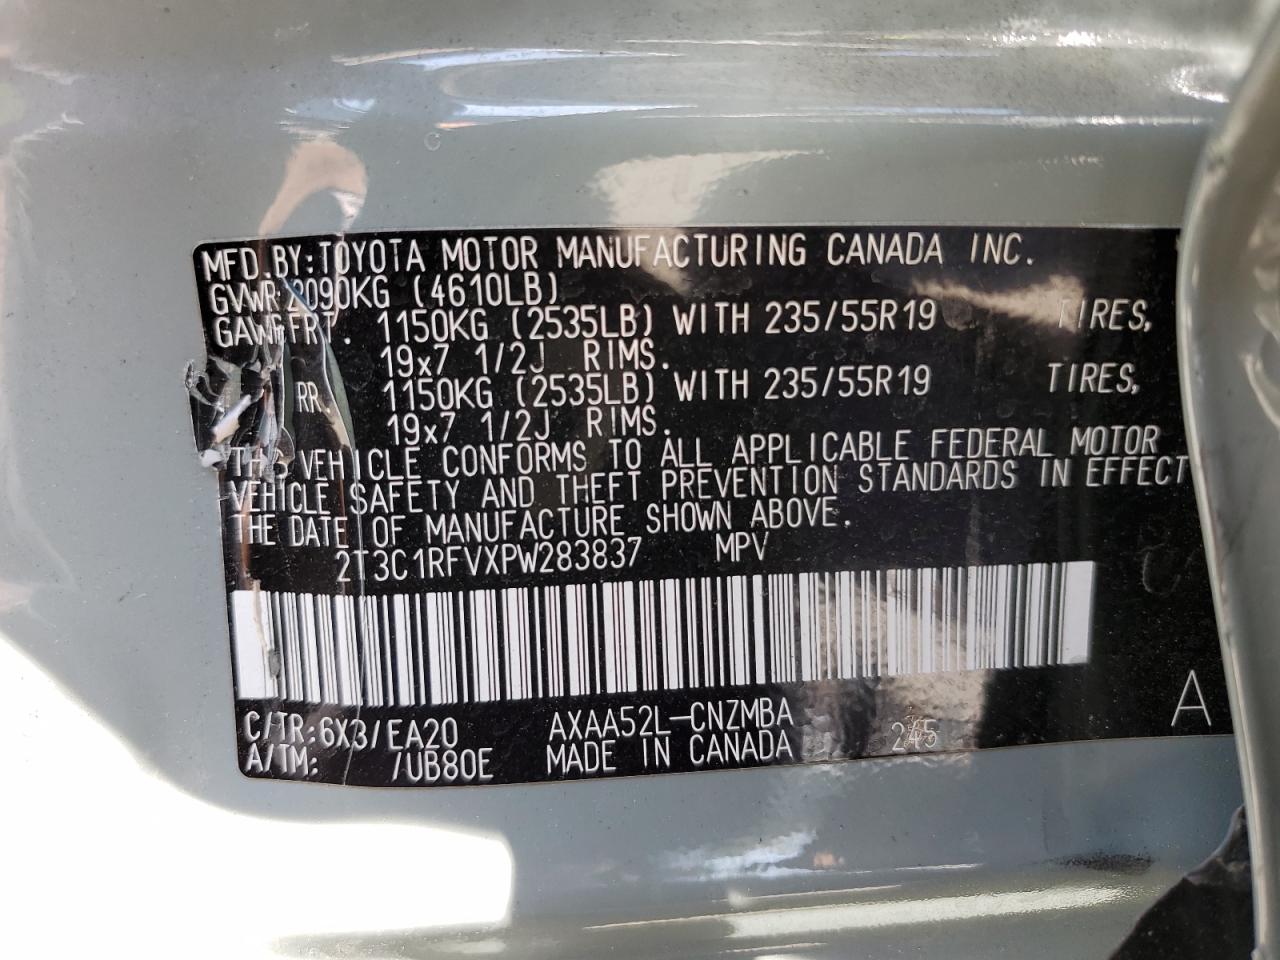 MFD.BY:TOYOTA MOTOR MANUFACTURING CANADA INC.
GVWR 2090KG (4610LB)
GAWR FRT. 1150KG (2535LB) WITH 235/55R19 TIRES,
19x7 1/2J RIMS.
RR. 1150KG (2535LB) WITH 235/55R19 TIRES,
19x7 1/2J RIMS.
THIS VEHICLE CONFORMS TO ALL APPLICABLE FEDERAL MOTOR
VEHICLE SAFETY AND THEFT PREVENTION STANDARDS IN EFFECT
THE DATE OF MANUFACTURE SHOWN ABOVE.
2T3C1RFVXPW283837 MPV
C/TR:6X3/EA20 AXAA52L-CNZMBA 245 A
A/TM: /UB80E MADE IN CANADA